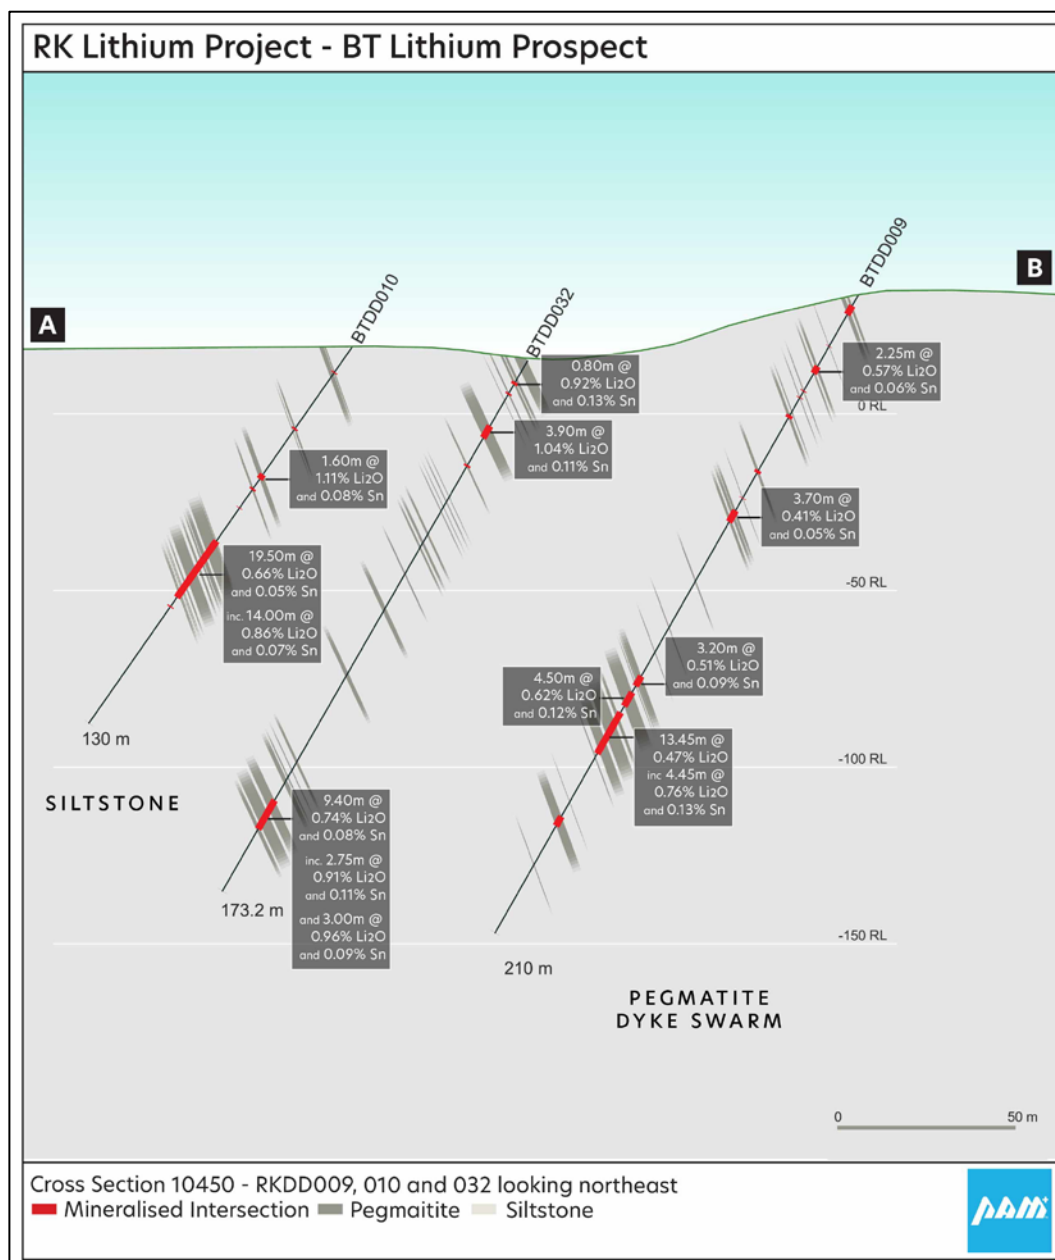 RK Lithium Project - BT Lithium Prospect
A
B
BTDD010
BTDD032
BTDD009
0.80m @
0.92% Li2O
and 0.13% Sn
3.90m @
1.04% Li2O
and 0.11% Sn
2.25m @
0.57% Li2O
and 0.06% Sn
0 RL
1.60m @
1.11% Li2O
and 0.08% Sn
3.70m @
0.41% Li2O
and 0.05% Sn
19.50m @
0.66% Li2O
and 0.05% Sn
inc. 14.00m @
0.86% Li2O
and 0.07% Sn
-50 RL
3.20m @
0.51% Li2O
and 0.09% Sn
4.50m @
0.62% Li2O
and 0.12% Sn
13.45m @
0.47% Li2O
inc 4.45m @
0.76% Li2O
and 0.13% Sn
130 m
-100 RL
SILTSTONE
9.40m @
0.74% Li2O
and 0.08% Sn
inc. 2.75m @
0.91% Li2O
and 0.11% Sn
and 3.00m @
0.96% Li2O
and 0.09% Sn
173.2 m
-150 RL
210 m
PEGMATITE
DYKE SWARM
0 50 m
Cross Section 10450 - RKDD009, 010 and 032 looking northeast
Mineralised Intersection Pegmaitite Siltstone
PAM